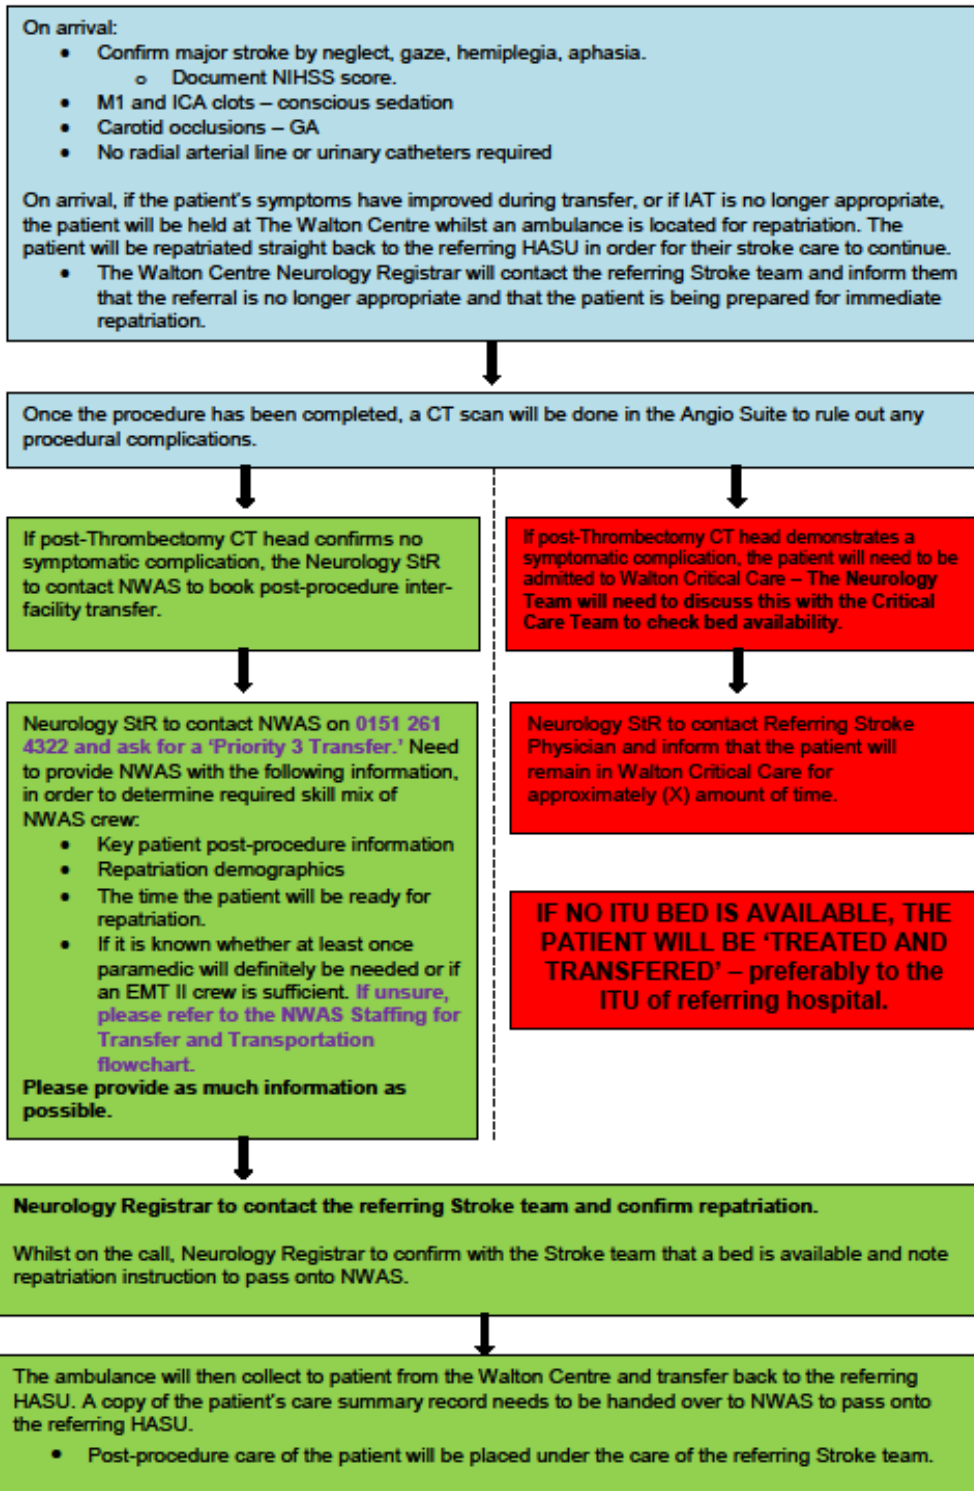 On arrival:
• Confirm major stroke by neglect, gaze, hemiplegia, aphasia.
o Document NIHSS score.
• M1 and ICA clots – conscious sedation
• Carotid occlusions – GA
• No radial arterial line or urinary catheters required
On arrival, if the patient's symptoms have improved during transfer, or if IAT is no longer appropriate,
the patient will be held at The Walton Centre whilst an ambulance is located for repatriation. The
patient will be repatriated straight back to the referring HASU in order for their stroke care to continue.
• The Walton Centre Neurology Registrar will contact the referring Stroke team and inform them
that the referral is no longer appropriate and that the patient is being prepared for immediate
repatriation.
Once the procedure has been completed, a CT scan will be done in the Angio Suite to rule out any
procedural complications.
If post-Thrombectomy CT head confirms no
symptomatic complication, the Neurology StR
to contact NWAS to book post-procedure inter-
facility transfer.
If post-Thrombectomy CT head demonstrates a
symptomatic complication, the patient will need to be
admitted to Walton Critical Care – The Neurology
Team will need to discuss this with the Critical
Care Team to check bed availability.
Neurology StR to contact NWAS on 0151 261
4322 and ask for a 'Priority 3 Transfer.' Need
to provide NWAS with the following information,
in order to determine required skill mix of
NWAS crew:
• Key patient post-procedure information
• Repatriation demographics
• The time the patient will be ready for
repatriation.
• If it is known whether at least once
paramedic will definitely be needed or if
an EMT II crew is sufficient. If unsure,
please refer to the NWAS Staffing for
Transfer and Transportation
flowchart.
Please provide as much information as
possible.
Neurology StR to contact Referring Stroke
Physician and inform that the patient will
remain in Walton Critical Care for
approximately (X) amount of time.
IF NO ITU BED IS AVAILABLE, THE
PATIENT WILL BE 'TREATED AND
TRANSFERED' – preferably to the
ITU of referring hospital.
Neurology Registrar to contact the referring Stroke team and confirm repatriation.
Whilst on the call, Neurology Registrar to confirm with the Stroke team that a bed is available and note
repatriation instruction to pass onto NWAS.
The ambulance will then collect to patient from the Walton Centre and transfer back to the referring
HASU. A copy of the patient's care summary record needs to be handed over to NWAS to pass onto
the referring HASU.
• Post-procedure care of the patient will be placed under the care of the referring Stroke team.